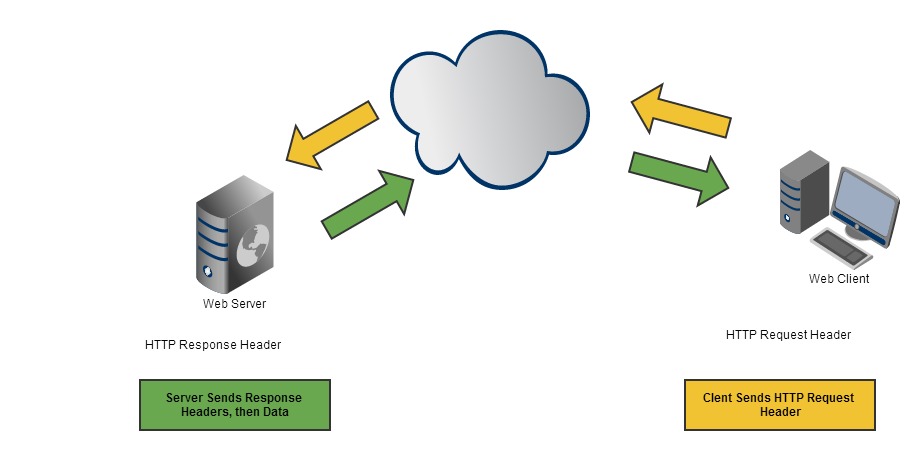 Web Server
Web Client
HTTP Response Header
HTTP Request Header
Server Sends Response
Headers, then Data
Client Sends HTTP Request
Header